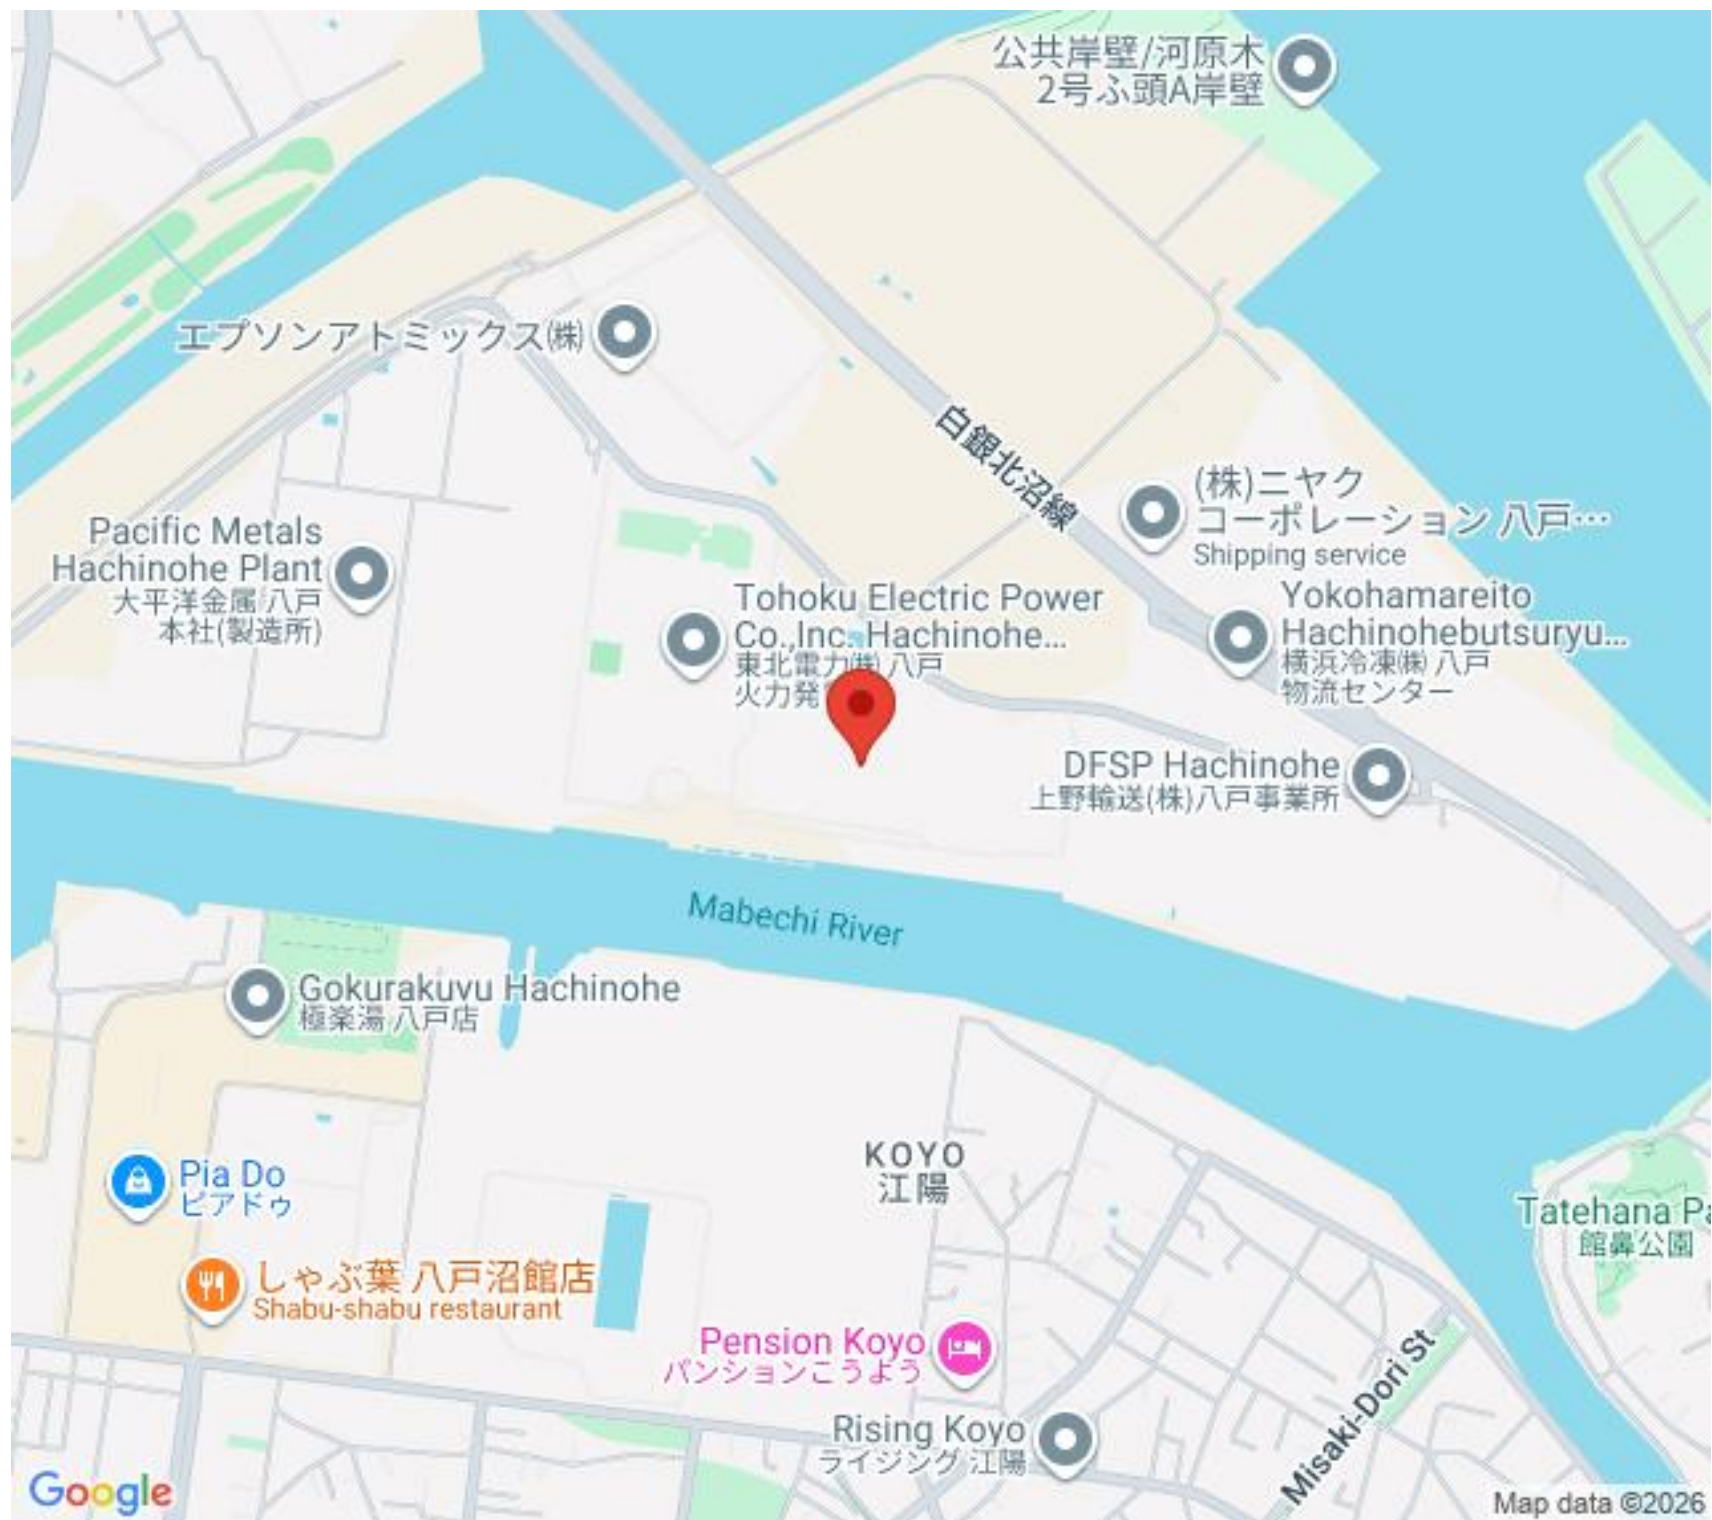 公共岸壁/河原木
2号ふ頭A岸壁
エプソンアトミックス㈱
白銀北沼線
(株)ニヤク
コーポレーション 八戸…
Shipping service
Pacific Metals
Hachinohe Plant
大平洋金属 八戸
本社(製造所)
Tohoku Electric Power
Co.,Inc. Hachinohe...
東北電力㈱ 八戸
火力発
Yokohamareito
Hachinohebutsuryu...
横浜冷凍㈱ 八戸
物流センター
DFSP Hachinohe
上野輸送(株)八戸事業所
Mabechi River
Gokurakuyu Hachinohe
極楽湯 八戸店
KOYO
江陽
Pia Do
ピアドゥ
Tatehana Pa
館鼻公園
しゃぶ葉 八戸沼館店
Shabu-shabu restaurant
Pension Koyo
パンションこうよう
Misaki-Dori St
Rising Koyo
ライジング 江陽
Google
Map data ©2026